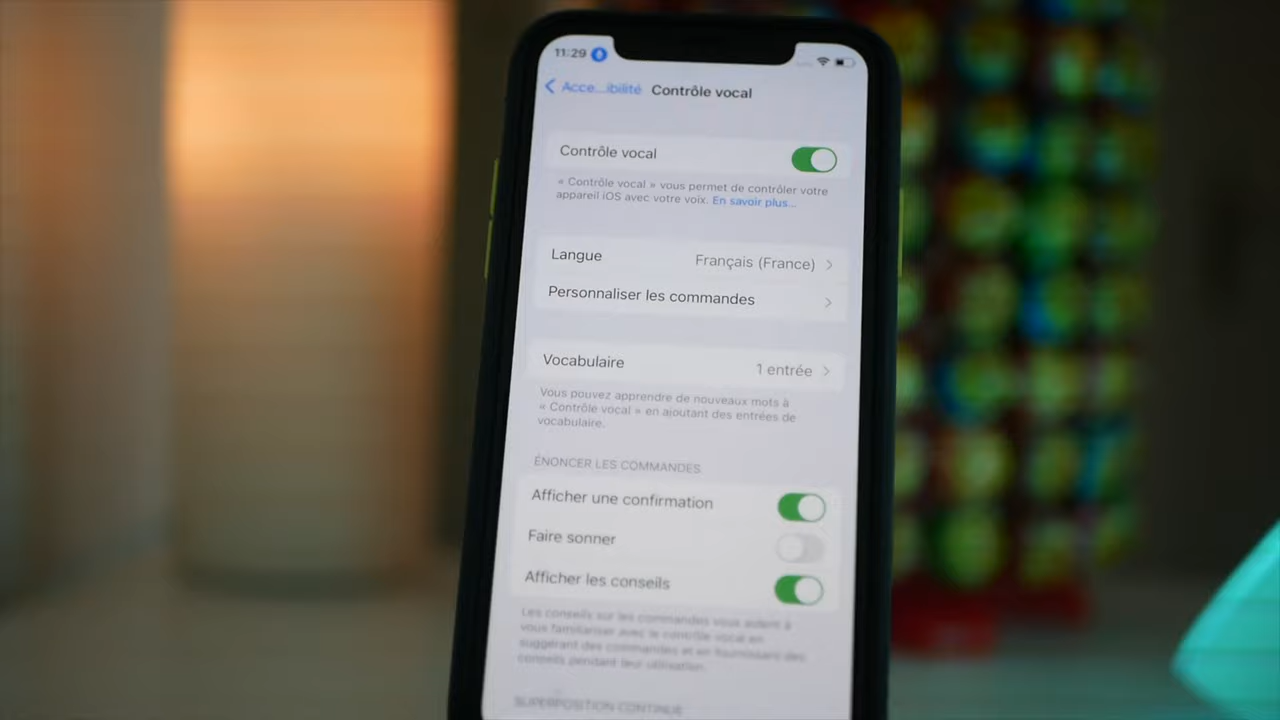 11:29
Acce...ibilité Contrôle vocal
Contrôle vocal
« Contrôle vocal » vous permet de contrôler votre
appareil iOS avec votre voix. En savoir plus...
Langue Français (France)
Personnaliser les commandes
Vocabulaire 1 entrée
Vous pouvez apprendre de nouveaux mots à
« Contrôle vocal » en ajoutant des entrées de
vocabulaire.
ÉNONCER LES COMMANDES
Afficher une confirmation
Faire sonner
Afficher les conseils
Les conseils sur les commandes vous aident à
vous familiariser avec le contrôle vocal en
suggérant des commandes et en fournissant des
conseils pendant leur utilisation.
SUPERPOSITION CONTINUE